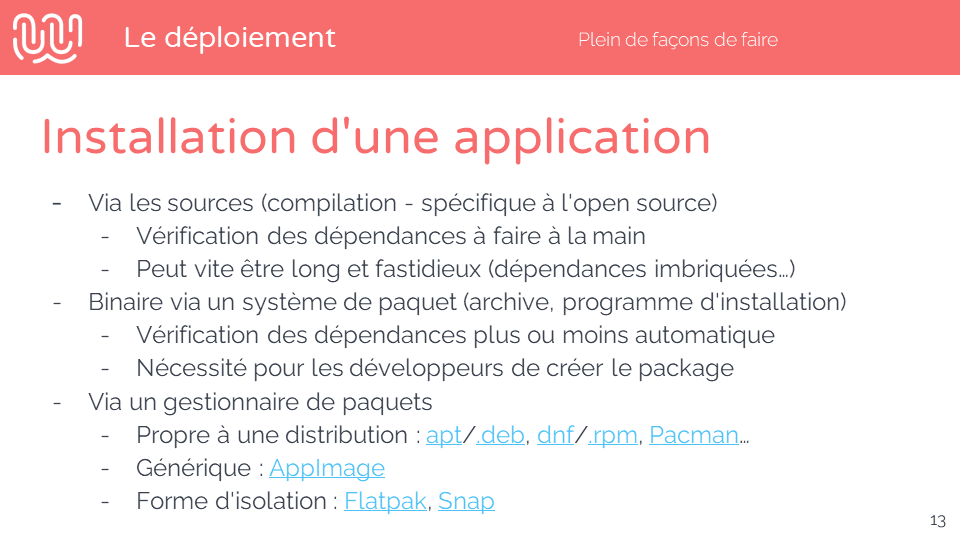 Le déploiement
Plein de façons de faire
Installation d'une application
- Via les sources (compilation - spécifique à l'open source)
- Vérification des dépendances à faire à la main
- Peut vite être long et fastidieux (dépendances imbriquées…)
- Binaire via un système de paquet (archive, programme d'installation)
- Vérification des dépendances plus ou moins automatique
- Nécessité pour les développeurs de créer le package
- Via un gestionnaire de paquets
- Propre à une distribution : apt/.deb, dnf/.rpm, Pacman…
- Générique : AppImage
- Forme d'isolation : Flatpak, Snap
13